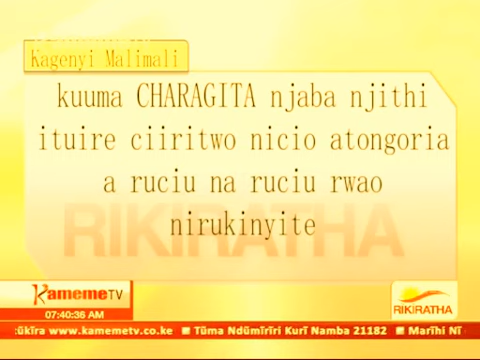 Kagenyi Malimali
kuuma CHARAGITA njaba njithi
ituire ciiritwo nicio atongoria
a ruciu na ruciu rwao
nirukinyite
RIKIRATHA
KamemeTV
07:40:36 AM
RIKIRATHA
:ũkĩra www.kamemetv.co.ke ■ Tũma Ndũmĩrĩri Kurĩ Namba 21182 ■ Marĩhi Nĩ